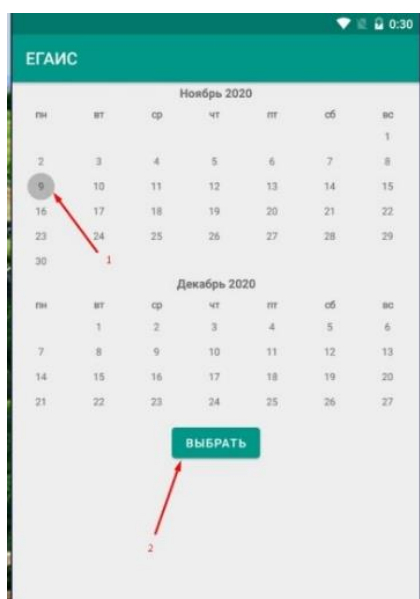 0:30
ЕГАИС
Ноябрь 2020
пн вт ср чт пт сб вс
1
2 3 4 5 6 7 8
9 10 11 12 13 14 15
16 17 18 19 20 21 22
23 24 25 26 27 28 29
30
1
Декабрь 2020
пн вт ср чт пт сб вс
1 2 3 4 5 6
7 8 9 10 11 12 13
14 15 16 17 18 19 20
21 22 23 24 25 26 27
ВЫБРАТЬ
2